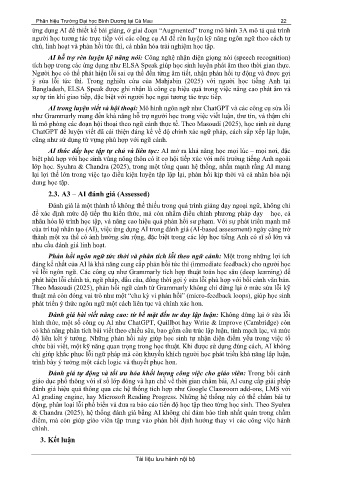 Phân hiệu Trường Đại học Bình Dương tại Cà Mau 22
ứng dụng AI để thiết kế bài giảng, ở giai đoạn “Augmented” trong mô hình 3A mô tả quá trình
người học tương tác trực tiếp với các công cụ AI để rèn luyện kỹ năng ngôn ngữ theo cách tự
chủ, linh hoạt và phản hồi tức thì, cá nhân hóa trải nghiệm học tập.
AI hỗ trợ rèn luyện kỹ năng nói: Công nghệ nhận diện giọng nói (speech recognition)
tích hợp trong các ứng dụng như ELSA Speak giúp học sinh luyện phát âm theo thời gian thực.
Người học có thể phát hiện lỗi sai cụ thể đến từng âm tiết, nhận phản hồi tự động và được gợi
ý sửa lỗi tức thì. Trong nghiên cứu của Mahjabin (2025) với người học tiếng Anh tại
Bangladesh, ELSA Speak được ghi nhận là công cụ hiệu quả trong việc nâng cao phát âm và
sự tự tin khi giao tiếp, đặc biệt với người học ngại tương tác trực tiếp.
AI trong luyện viết và hội thoại: Mô hình ngôn ngữ như ChatGPT và các công cụ sửa lỗi
như Grammarly mang đến khả năng hỗ trợ người học trong việc viết luận, thư tín, và thậm chí
là mô phỏng các đoạn hội thoại theo ngữ cảnh thực tế. Theo Masoudi (2025), học sinh sử dụng
ChatGPT để luyện viết đã cải thiện đáng kể về độ chính xác ngữ pháp, cách sắp xếp lập luận,
cũng như sử dụng từ vựng phù hợp với ngữ cảnh.
AI thúc đẩy học tập tự chủ và liên tục: AI mở ra khả năng học mọi lúc – mọi nơi, đặc
biệt phù hợp với học sinh vùng nông thôn có ít cơ hội tiếp xúc với môi trường tiếng Anh ngoài
lớp học. Syuhra & Chandra (2025), trong một tổng quan hệ thống, nhấn mạnh rằng AI mang
lại lợi thế lớn trong việc tạo điều kiện luyện tập lặp lại, phản hồi kịp thời và cá nhân hóa nội
dung học tập.
2.3. A3 – AI đánh giá (Assessed)
Đánh giá là một thành tố không thể thiếu trong quá trình giảng dạy ngoại ngữ, không chỉ
để xác định mức độ tiếp thu kiến thức, mà còn nhằm điều chỉnh phương pháp dạy – học, cá
nhân hóa lộ trình học tập, và nâng cao hiệu quả phản hồi sư phạm. Với sự phát triển mạnh mẽ
của trí tuệ nhân tạo (AI), việc ứng dụng AI trong đánh giá (AI-based assessment) ngày càng trở
thành một xu thế có ảnh hưởng sâu rộng, đặc biệt trong các lớp học tiếng Anh có sĩ số lớn và
nhu cầu đánh giá linh hoạt.
Phản hồi ngôn ngữ tức thời và phân tích lỗi theo ngữ cảnh: Một trong những lợi ích
đáng kể nhất của AI là khả năng cung cấp phản hồi tức thì (immediate feedback) cho người học
về lỗi ngôn ngữ. Các công cụ như Grammarly tích hợp thuật toán học sâu (deep learning) để
phát hiện lỗi chính tả, ngữ pháp, dấu câu, đồng thời gợi ý sửa lỗi phù hợp với bối cảnh văn bản.
Theo Masoudi (2025), phản hồi ngữ cảnh từ Grammarly không chỉ dừng lại ở mức sửa lỗi kỹ
thuật mà còn đóng vai trò như một “chu kỳ vi phản hồi” (micro-feedback loops), giúp học sinh
phát triển ý thức ngôn ngữ một cách liên tục và chính xác hơn.
Đánh giá bài viết nâng cao: từ bề mặt đến tư duy lập luận: Không dừng lại ở sửa lỗi
hình thức, một số công cụ AI như ChatGPT, QuillBot hay Write & Improve (Cambridge) còn
có khả năng phân tích bài viết theo chiều sâu, bao gồm cấu trúc lập luận, tính mạch lạc, và mức
độ liên kết ý tưởng. Những phản hồi này giúp học sinh tự nhận diện điểm yếu trong việc tổ
chức bài viết, một kỹ năng quan trọng trong học thuật. Khi được sử dụng đúng cách, AI không
chỉ giúp khắc phục lỗi ngữ pháp mà còn khuyến khích người học phát triển khả năng lập luận,
trình bày ý tưởng một cách logic và thuyết phục hơn.
Đánh giá tự động và tối ưu hóa khối lượng công việc cho giáo viên: Trong bối cảnh
giáo dục phổ thông với sĩ số lớp đông và hạn chế về thời gian chấm bài, AI cung cấp giải pháp
đánh giá hiệu quả thông qua các hệ thống tích hợp như Google Classroom add-ons, LMS với
AI grading engine, hay Microsoft Reading Progress. Những hệ thống này có thể chấm bài tự
động, phân loại lỗi phổ biến và đưa ra báo cáo tiến độ học tập theo từng học sinh. Theo Syuhra
& Chandra (2025), hệ thống đánh giá bằng AI không chỉ đảm bảo tính nhất quán trong chấm
điểm, mà còn giúp giáo viên tập trung vào phản hồi định hướng thay vì các công việc hành
chính.
3. Kết luận
Tài liệu lưu hành nội bộ